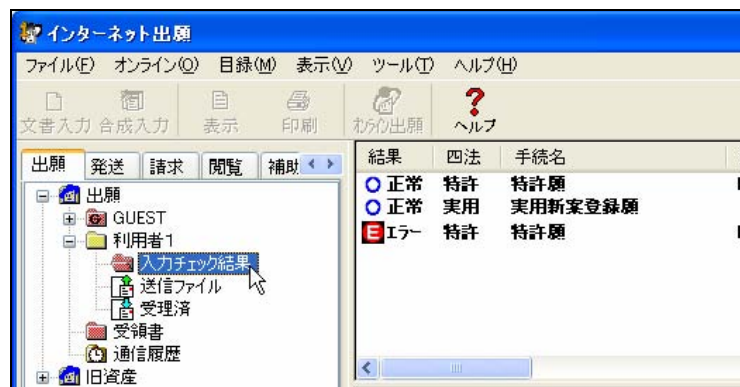 インターネット出願
ファイル(F) オンライン(O) 目録(M) 表示(V) ツール(T) ヘルプ(H)
文書入力 合成入力 表示 印刷 オンライン出願 ヘルプ
出願 発送 請求 閲覧 補助
結果 四法 手続名
正常 特許 特許願
正常 実用 実用新案登録願
エラー 特許 特許願
出願
GUEST
利用者1
入力チェック結果
送信ファイル
受理済
受領書
通信履歴
旧資産